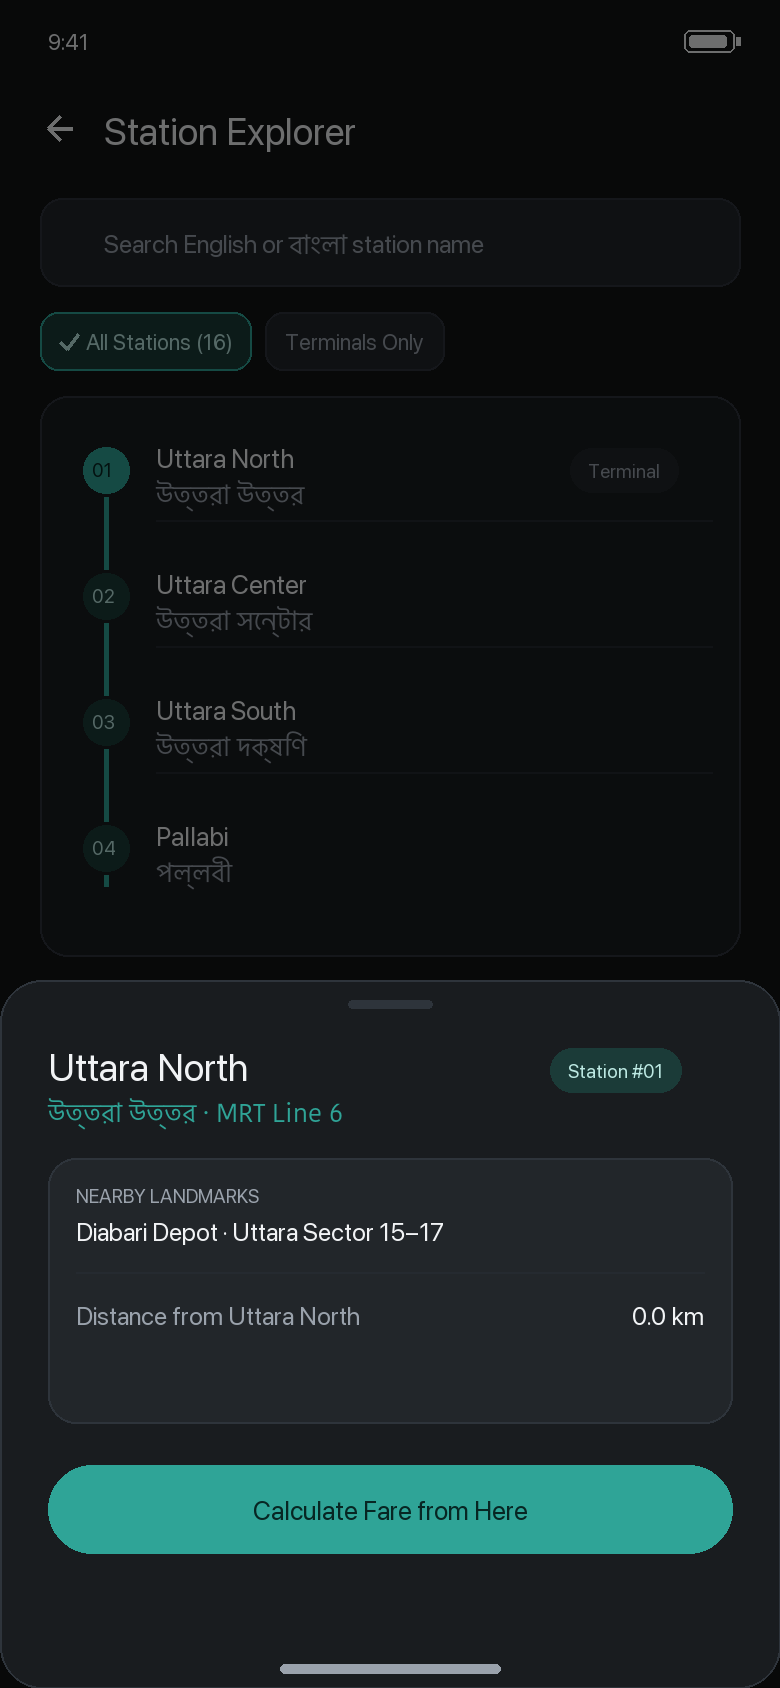 9:41
Station Explorer
Search English or বাংলা station name
All Stations (16)
Terminals Only
01
Uttara North
উত্তরা উত্তর
Terminal
02
Uttara Center
উত্তরা সেন্টার
03
Uttara South
উত্তরা দক্ষিণ
04
Pallabi
পল্লবী
Uttara North
Station #01
উত্তরা উত্তর · MRT Line 6
NEARBY LANDMARKS
Diabari Depot · Uttara Sector 15–17
Distance from Uttara North
0.0 km
Calculate Fare from Here